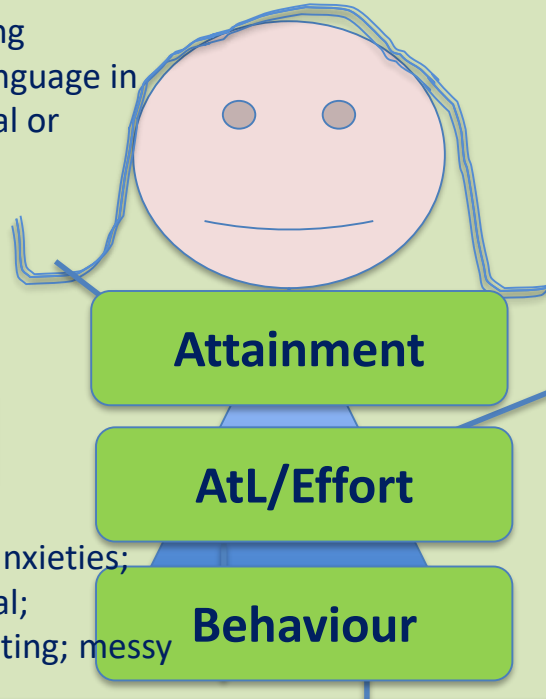 ng
nguage in
al or
Attainment
AtL/Effort
nxieties;
al;
ting; messy
Behaviour